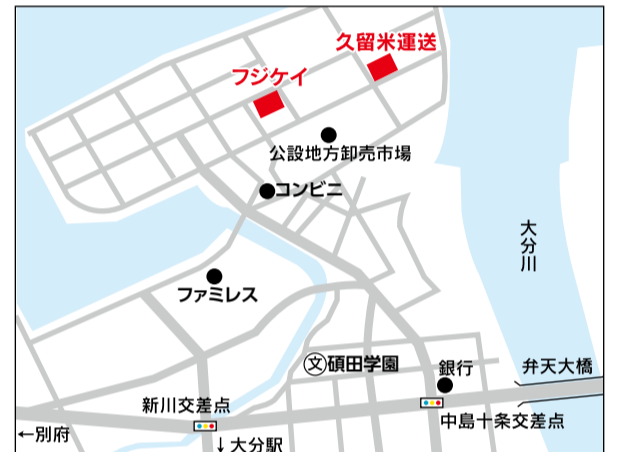 久留米運送
フジケイ
公設地方卸売市場
コンビニ
大分川
ファミレス
文碩田学園
銀行
弁天大橋
新川交差点
中島十条交差点
←別府
↓大分駅